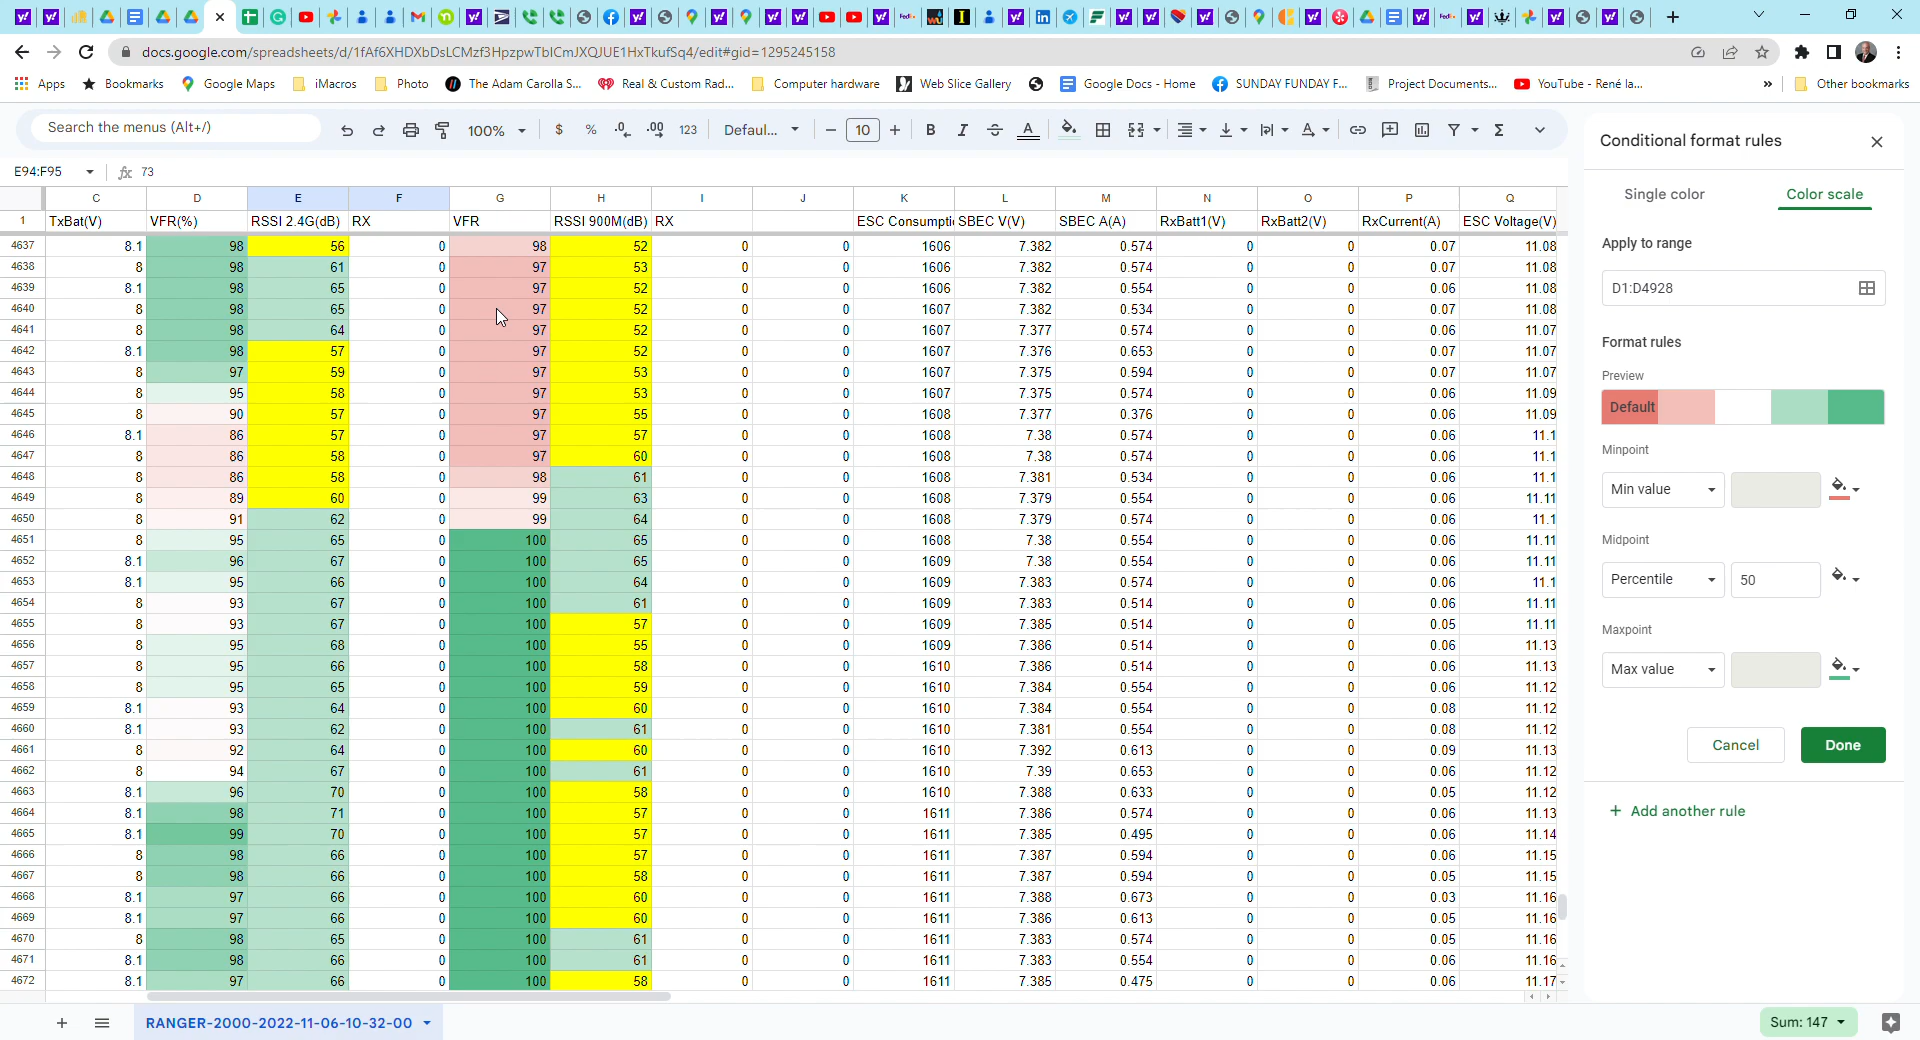 docs.google.com/spreadsheets/d/1fAf6XHDXbDsLCMzf3HpzpwTbICmJXQJUE1HxTkufSq4/edit#gid=1295245158
Apps Bookmarks Google Maps iMacros Photo The Adam Carolla S... Real & Custom Rad... Computer hardware Web Slice Gallery Google Docs - Home SUNDAY FUNDAY F... Project Documents... YouTube - René la... » Other bookmarks
Search the menus (Alt+/) 100% $ % .0 .00 123 Defaul... 10 B I A Σ
E94:F95 fx 73
C D E F G H I J K L M N O P Q
1 TxBat(V) VFR(%) RSSI 2.4G(dB) RX VFR RSSI 900M(dB) RX ESC Consumpti SBEC V(V) SBEC A(A) RxBatt1(V) RxBatt2(V) RxCurrent(A) ESC Voltage(V)
4637 8.1 98 56 0 98 52 0 0 1606 7.382 0.574 0 0 0.07 11.08
4638 8 98 61 0 97 53 0 0 1606 7.382 0.574 0 0 0.07 11.08
4639 8.1 98 65 0 97 52 0 0 1606 7.382 0.554 0 0 0.06 11.08
4640 8 98 65 0 97 52 0 0 1607 7.382 0.534 0 0 0.07 11.08
4641 8 98 64 0 97 52 0 0 1607 7.377 0.574 0 0 0.06 11.07
4642 8.1 98 57 0 97 52 0 0 1607 7.376 0.653 0 0 0.07 11.07
4643 8 97 59 0 97 53 0 0 1607 7.375 0.594 0 0 0.07 11.07
4644 8 95 58 0 97 53 0 0 1607 7.375 0.574 0 0 0.06 11.09
4645 8 90 57 0 97 55 0 0 1608 7.377 0.376 0 0 0.06 11.09
4646 8.1 86 57 0 97 57 0 0 1608 7.38 0.574 0 0 0.06 11.1
4647 8 86 58 0 97 60 0 0 1608 7.38 0.574 0 0 0.06 11.1
4648 8 86 58 0 98 61 0 0 1608 7.381 0.534 0 0 0.06 11.1
4649 8 89 60 0 99 63 0 0 1608 7.379 0.554 0 0 0.06 11.11
4650 8 91 62 0 99 64 0 0 1608 7.379 0.574 0 0 0.06 11.1
4651 8 95 65 0 100 65 0 0 1608 7.38 0.554 0 0 0.06 11.11
4652 8.1 96 67 0 100 65 0 0 1609 7.38 0.554 0 0 0.06 11.11
4653 8.1 95 66 0 100 64 0 0 1609 7.383 0.574 0 0 0.06 11.1
4654 8 93 67 0 100 61 0 0 1609 7.383 0.514 0 0 0.06 11.11
4655 8 93 67 0 100 57 0 0 1609 7.385 0.514 0 0 0.05 11.11
4656 8 95 68 0 100 55 0 0 1609 7.386 0.514 0 0 0.06 11.13
4657 8 95 66 0 100 58 0 0 1610 7.386 0.514 0 0 0.06 11.13
4658 8 95 65 0 100 59 0 0 1610 7.384 0.554 0 0 0.06 11.12
4659 8.1 93 64 0 100 60 0 0 1610 7.384 0.554 0 0 0.08 11.12
4660 8.1 93 62 0 100 61 0 0 1610 7.381 0.554 0 0 0.08 11.12
4661 8 92 64 0 100 60 0 0 1610 7.392 0.613 0 0 0.09 11.13
4662 8 94 67 0 100 61 0 0 1610 7.39 0.653 0 0 0.06 11.12
4663 8.1 96 70 0 100 58 0 0 1610 7.388 0.633 0 0 0.05 11.12
4664 8.1 98 71 0 100 57 0 0 1611 7.386 0.574 0 0 0.06 11.13
4665 8.1 99 70 0 100 57 0 0 1611 7.385 0.495 0 0 0.06 11.14
4666 8 98 66 0 100 57 0 0 1611 7.387 0.594 0 0 0.06 11.15
4667 8 98 66 0 100 58 0 0 1611 7.387 0.594 0 0 0.05 11.15
4668 8.1 97 66 0 100 60 0 0 1611 7.388 0.673 0 0 0.03 11.16
4669 8.1 97 66 0 100 60 0 0 1611 7.386 0.613 0 0 0.05 11.16
4670 8 98 65 0 100 61 0 0 1611 7.383 0.574 0 0 0.05 11.16
4671 8.1 98 66 0 100 61 0 0 1611 7.383 0.554 0 0 0.06 11.16
4672 8.1 97 66 0 100 58 0 0 1611 7.385 0.475 0 0 0.06 11.17
RANGER-2000-2022-11-06-10-32-00
Sum: 147
Conditional format rules
Single color Color scale
Apply to range
D1:D4928
Format rules
Preview
Default
Minpoint
Min value
Midpoint
Percentile 50
Maxpoint
Max value
Cancel Done
+ Add another rule